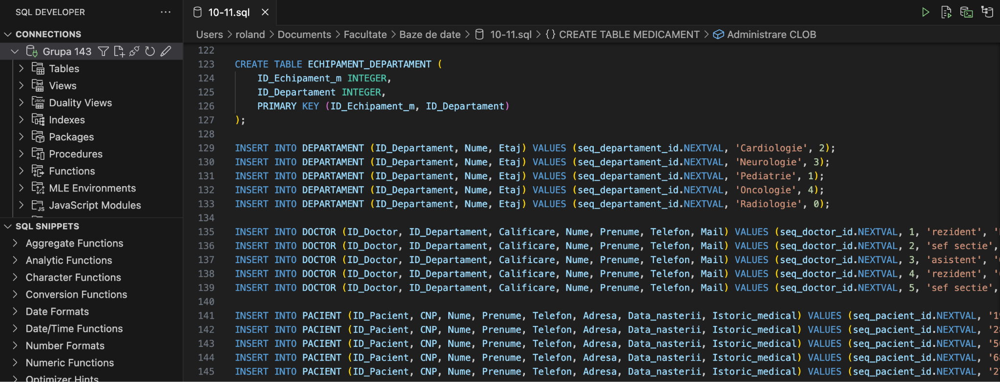 SQL DEVELOPER
CONNECTIONS
Grupa 143
Tables
Views
Duality Views
Indexes
Packages
Procedures
Functions
MLE Environments
JavaScript Modules
SQL SNIPPETS
Aggregate Functions
Analytic Functions
Character Functions
Conversion Functions
Date Formats
Date/Time Functions
Number Formats
Numeric Functions
Optimizer Hints
10-11.sql
Users > roland > Documents > Facultate > Baze de date > 10-11.sql > {} CREATE TABLE MEDICAMENT > Administrare CLOB
122
123 CREATE TABLE ECHIPAMENT_DEPARTAMENT (
124 ID_Echipament_m INTEGER,
125 ID_Departament INTEGER,
126 PRIMARY KEY (ID_Echipament_m, ID_Departament)
127 );
128
129 INSERT INTO DEPARTAMENT (ID_Departament, Nume, Etaj) VALUES (seq_departament_id.NEXTVAL, 'Cardiologie', 2);
130 INSERT INTO DEPARTAMENT (ID_Departament, Nume, Etaj) VALUES (seq_departament_id.NEXTVAL, 'Neurologie', 3);
131 INSERT INTO DEPARTAMENT (ID_Departament, Nume, Etaj) VALUES (seq_departament_id.NEXTVAL, 'Pediatrie', 1);
132 INSERT INTO DEPARTAMENT (ID_Departament, Nume, Etaj) VALUES (seq_departament_id.NEXTVAL, 'Oncologie', 4);
133 INSERT INTO DEPARTAMENT (ID_Departament, Nume, Etaj) VALUES (seq_departament_id.NEXTVAL, 'Radiologie', 0);
134
135 INSERT INTO DOCTOR (ID_Doctor, ID_Departament, Calificare, Nume, Prenume, Telefon, Mail) VALUES (seq_doctor_id.NEXTVAL, 1, 'rezident', '
136 INSERT INTO DOCTOR (ID_Doctor, ID_Departament, Calificare, Nume, Prenume, Telefon, Mail) VALUES (seq_doctor_id.NEXTVAL, 2, 'sef sectie',
137 INSERT INTO DOCTOR (ID_Doctor, ID_Departament, Calificare, Nume, Prenume, Telefon, Mail) VALUES (seq_doctor_id.NEXTVAL, 3, 'asistent', '
138 INSERT INTO DOCTOR (ID_Doctor, ID_Departament, Calificare, Nume, Prenume, Telefon, Mail) VALUES (seq_doctor_id.NEXTVAL, 4, 'rezident', '
139 INSERT INTO DOCTOR (ID_Doctor, ID_Departament, Calificare, Nume, Prenume, Telefon, Mail) VALUES (seq_doctor_id.NEXTVAL, 5, 'sef sectie',
140
141 INSERT INTO PACIENT (ID_Pacient, CNP, Nume, Prenume, Telefon, Adresa, Data_nasterii, Istoric_medical) VALUES (seq_pacient_id.NEXTVAL, '1
142 INSERT INTO PACIENT (ID_Pacient, CNP, Nume, Prenume, Telefon, Adresa, Data_nasterii, Istoric_medical) VALUES (seq_pacient_id.NEXTVAL, '2
143 INSERT INTO PACIENT (ID_Pacient, CNP, Nume, Prenume, Telefon, Adresa, Data_nasterii, Istoric_medical) VALUES (seq_pacient_id.NEXTVAL, '5
144 INSERT INTO PACIENT (ID_Pacient, CNP, Nume, Prenume, Telefon, Adresa, Data_nasterii, Istoric_medical) VALUES (seq_pacient_id.NEXTVAL, '6
145 INSERT INTO PACIENT (ID_Pacient, CNP, Nume, Prenume, Telefon, Adresa, Data_nasterii, Istoric_medical) VALUES (seq_pacient_id.NEXTVAL, '2